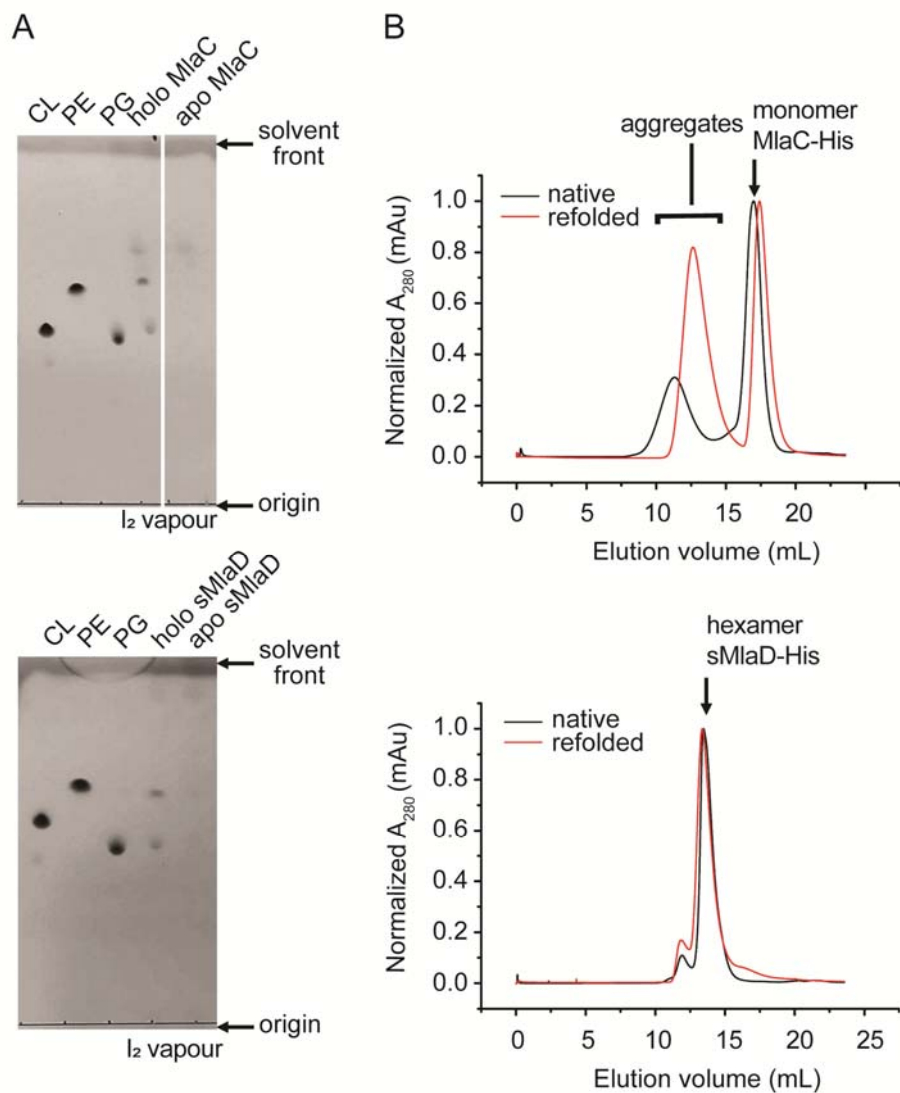 A
CL
PE
PG
holo MlaC
apo MlaC
solvent
front
origin
I₂ vapour
CL
PE
PG
holo sMlaD
apo sMlaD
solvent
front
origin
I₂ vapour
B
aggregates
monomer
MlaC-His
native
refolded
Normalized A₂₈₀ (mAu)
1.0
0.8
0.6
0.4
0.2
0.0
0 5 10 15 20
Elution volume (mL)
hexamer
sMlaD-His
native
refolded
Normalized A₂₈₀ (mAu)
1.0
0.8
0.6
0.4
0.2
0.0
0 5 10 15 20 25
Elution volume (mL)